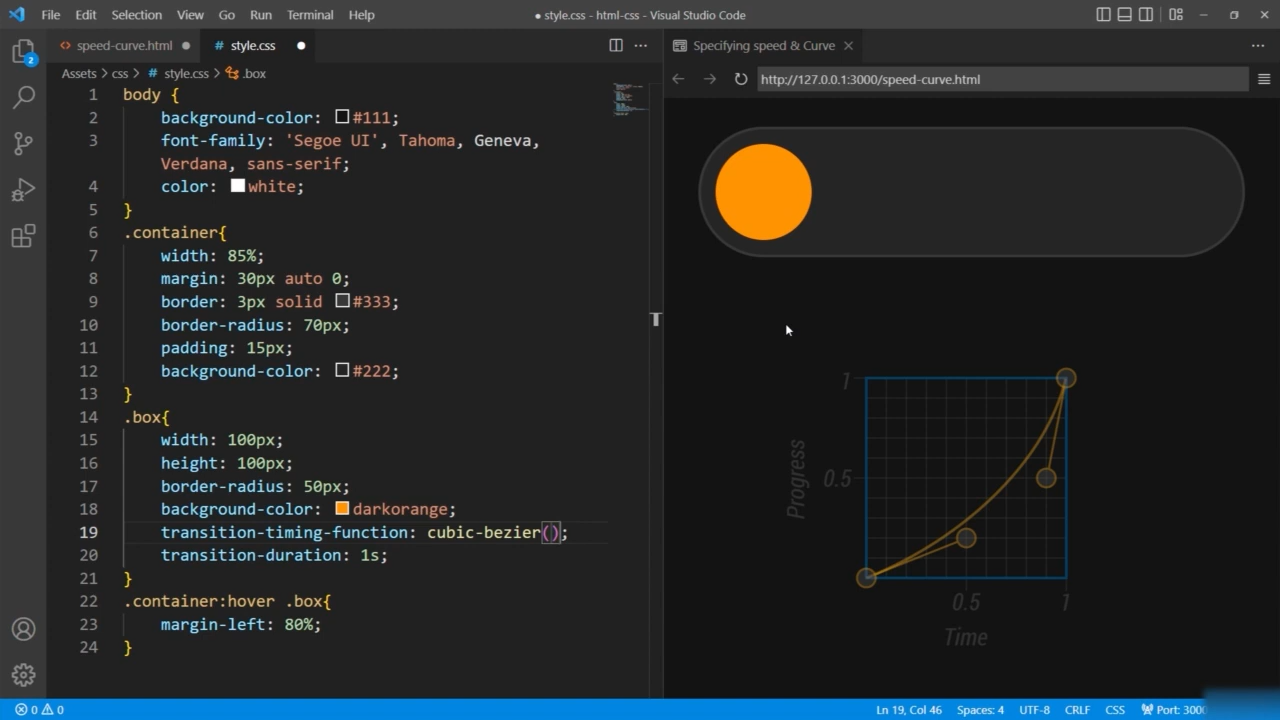 File Edit Selection View Go Run Terminal Help
● style.css - html-css - Visual Studio Code
2
speed-curve.html
# style.css
Assets > css > # style.css > .box
1 body {
2 background-color: #111;
3 font-family: 'Segoe UI', Tahoma, Geneva,
Verdana, sans-serif;
4 color: white;
5 }
6 .container{
7 width: 85%;
8 margin: 30px auto 0;
9 border: 3px solid #333;
10 border-radius: 70px;
11 padding: 15px;
12 background-color: #222;
13 }
14 .box{
15 width: 100px;
16 height: 100px;
17 border-radius: 50px;
18 background-color: darkorange;
19 transition-timing-function: cubic-bezier();
20 transition-duration: 1s;
21 }
22 .container:hover .box{
23 margin-left: 80%;
24 }
Specifying speed & Curve
http://127.0.0.1:3000/speed-curve.html
1
0.5
Progress
0.5 1
Time
0 0
Ln 19, Col 46 Spaces: 4 UTF-8 CRLF CSS Port: 3000